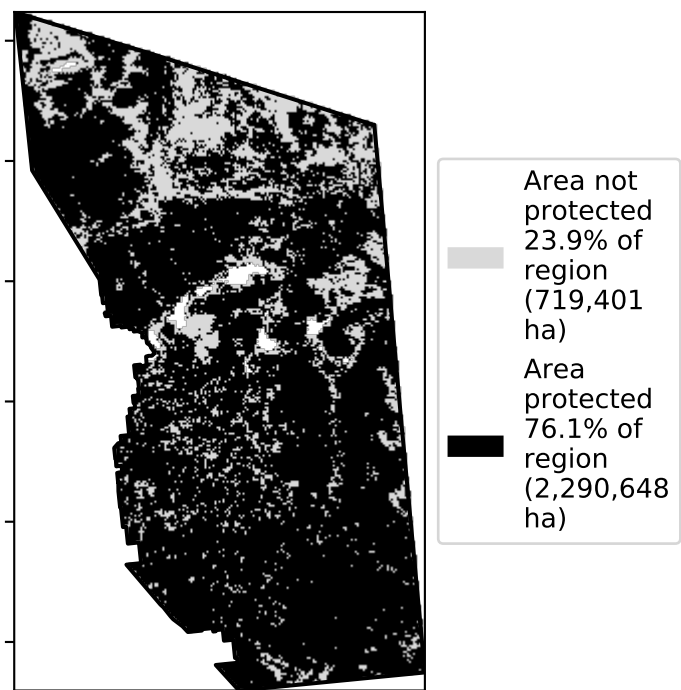 Area not
protected
23.9% of
region
(719,401
ha)
Area
protected
76.1% of
region
(2,290,648
ha)